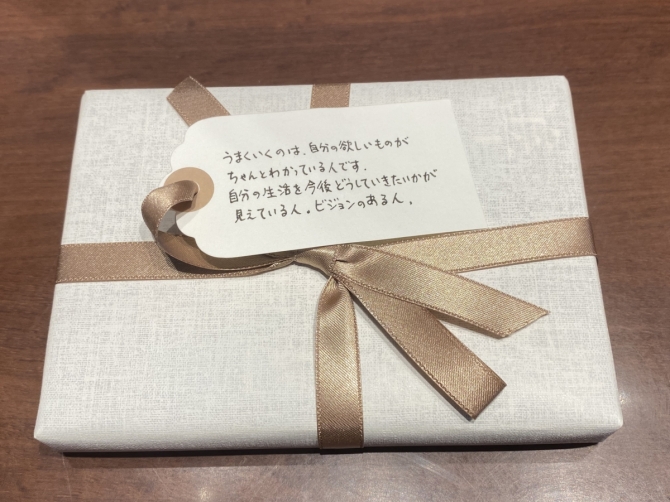 うまくいくのは、自分の欲しいものが
ちゃんとわかっている人です.
自分の生活を今後どうしていきたいかが
見えている人。ビジョンのある人.